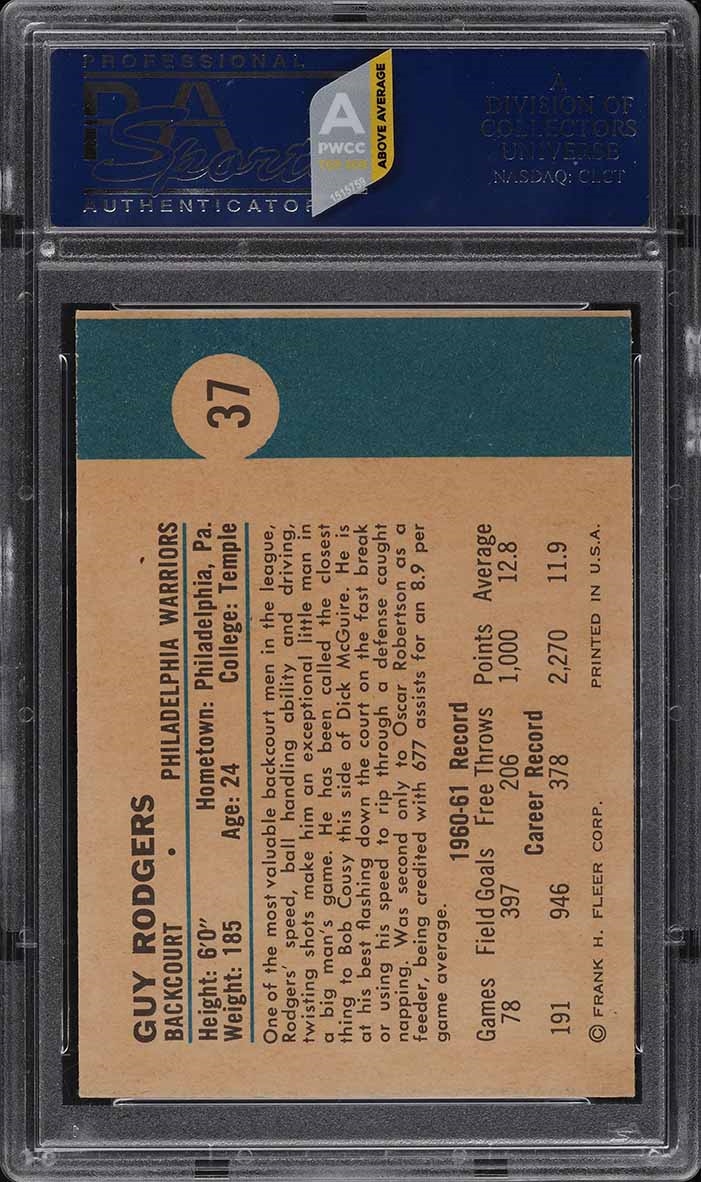 PROFESSIONAL
PSA
Sports
AUTHENTICATOR
A
PWCC
ABOVE AVERAGE
1515759
A
DIVISION OF
COLLECTORS
UNIVERSE
NASDAQ: CLCT
37
GUY RODGERS
BACKCOURT • PHILADELPHIA WARRIORS
Height: 6'0" Hometown: Philadelphia, Pa.
Weight: 185 Age: 24 College: Temple
One of the most valuable backcourt men in the league,
Rodgers' speed, ball handling ability and driving,
twisting shots make him an exceptional little man in
a big man's game. He has been called the closest
thing to Bob Cousy this side of Dick McGuire. He is
at his best flashing down the court on the fast break
or using his speed to rip through a defense caught
napping. Was second only to Oscar Robertson as a
feeder, being credited with 677 assists for an 8.9 per
game average.
1960-61 Record
Games Field Goals Free Throws Points Average
78 397 206 1,000 12.8
Career Record
191 946 378 2,270 11.9
© FRANK H. FLEER CORP. PRINTED IN U.S.A.